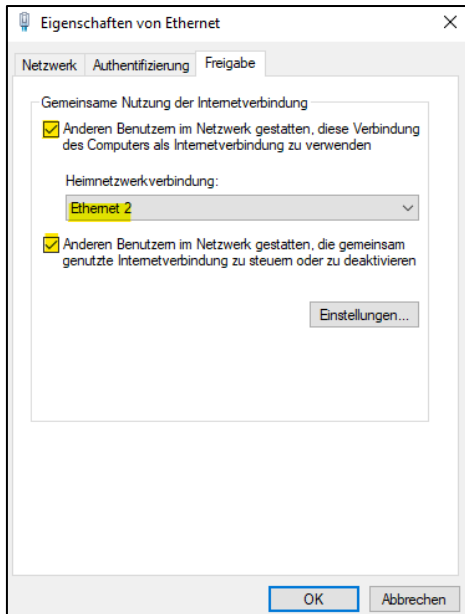 Eigenschaften von Ethernet
Netzwerk Authentifizierung Freigabe
Gemeinsame Nutzung der Internetverbindung
Anderen Benutzern im Netzwerk gestatten, diese Verbindung
des Computers als Internetverbindung zu verwenden
Heimnetzwerkverbindung:
Ethernet 2
Anderen Benutzern im Netzwerk gestatten, die gemeinsam
genutzte Internetverbindung zu steuern oder zu deaktivieren
Einstellungen...
OK Abbrechen